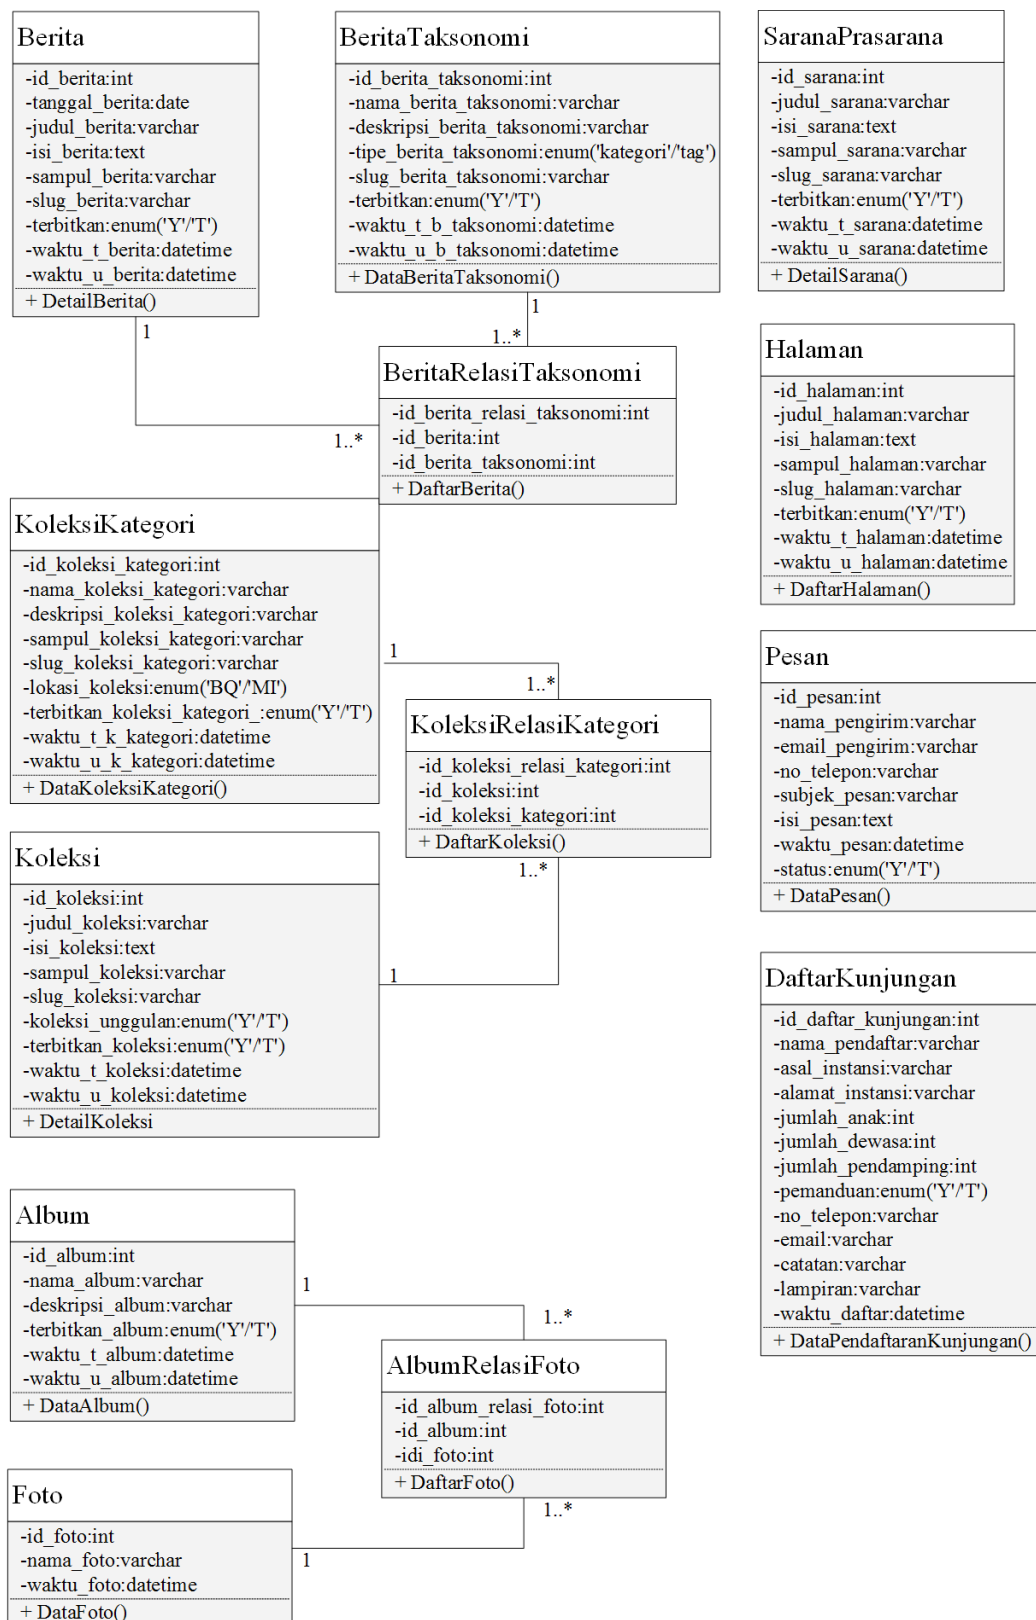 Berita
-id_berita:int
-tanggal_berita:date
-judul_berita:varchar
-isi_berita:text
-sampul_berita:varchar
-slug_berita:varchar
-terbitkan:enum('Y'/'T')
-waktu_t_berita:datetime
-waktu_u_berita:datetime
+ DetailBerita()
1
1..*
BeritaTaksonomi
-id_berita_taksonomi:int
-nama_berita_taksonomi:varchar
-deskripsi_berita_taksonomi:varchar
-tipe_berita_taksonomi:enum('kategori'/'tag')
-slug_berita_taksonomi:varchar
-terbitkan:enum('Y'/'T')
-waktu_t_b_taksonomi:datetime
-waktu_u_b_taksonomi:datetime
+ DataBeritaTaksonomi()
1
1..*
BeritaRelasiTaksonomi
-id_berita_relasi_taksonomi:int
-id_berita:int
-id_berita_taksonomi:int
+ DaftarBerita()
KoleksiKategori
-id_koleksi_kategori:int
-nama_koleksi_kategori:varchar
-deskripsi_koleksi_kategori:varchar
-sampul_koleksi_kategori:varchar
-slug_koleksi_kategori:varchar
-lokasi_koleksi:enum('BQ'/'MI')
-terbitkan_koleksi_kategori_:enum('Y'/'T')
-waktu_t_k_kategori:datetime
-waktu_u_k_kategori:datetime
+ DataKoleksiKategori()
1
1..*
KoleksiRelasiKategori
-id_koleksi_relasi_kategori:int
-id_koleksi:int
-id_koleksi_kategori:int
+ DaftarKoleksi()
1..*
1
Koleksi
-id_koleksi:int
-judul_koleksi:varchar
-isi_koleksi:text
-sampul_koleksi:varchar
-slug_koleksi:varchar
-koleksi_unggulan:enum('Y'/'T')
-terbitkan_koleksi:enum('Y'/'T')
-waktu_t_koleksi:datetime
-waktu_u_koleksi:datetime
+ DetailKoleksi
Album
-id_album:int
-nama_album:varchar
-deskripsi_album:varchar
-terbitkan_album:enum('Y'/'T')
-waktu_t_album:datetime
-waktu_u_album:datetime
+ DataAlbum()
1
1..*
AlbumRelasiFoto
-id_album_relasi_foto:int
-id_album:int
-idi_foto:int
+ DaftarFoto()
1..*
1
Foto
-id_foto:int
-nama_foto:varchar
-waktu_foto:datetime
+ DataFoto()
SaranaPrasarana
-id_sarana:int
-judul_sarana:varchar
-isi_sarana:text
-sampul_sarana:varchar
-slug_sarana:varchar
-terbitkan:enum('Y'/'T')
-waktu_t_sarana:datetime
-waktu_u_sarana:datetime
+ DetailSarana()
Halaman
-id_halaman:int
-judul_halaman:varchar
-isi_halaman:text
-sampul_halaman:varchar
-slug_halaman:varchar
-terbitkan:enum('Y'/'T')
-waktu_t_halaman:datetime
-waktu_u_halaman:datetime
+ DaftarHalaman()
Pesan
-id_pesan:int
-nama_pengirim:varchar
-email_pengirim:varchar
-no_telepon:varchar
-subjek_pesan:varchar
-isi_pesan:text
-waktu_pesan:datetime
-status:enum('Y'/'T')
+ DataPesan()
DaftarKunjungan
-id_daftar_kunjungan:int
-nama_pendaftar:varchar
-asal_instansi:varchar
-alamat_instansi:varchar
-jumlah_anak:int
-jumlah_dewasa:int
-jumlah_pendamping:int
-pemanduan:enum('Y'/'T')
-no_telepon:varchar
-email:varchar
-catatan:varchar
-lampiran:varchar
-waktu_daftar:datetime
+ DataPendaftaranKunjungan()